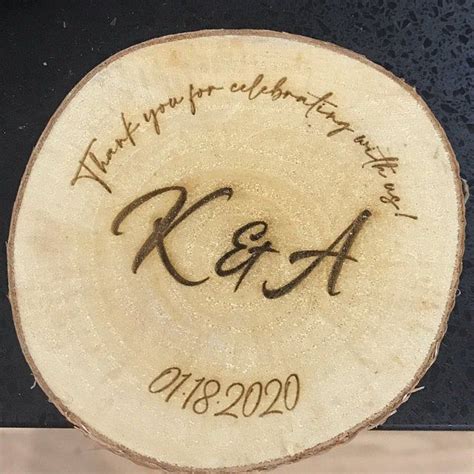 Thank you for celebrating with us!
K & A
01.18.2020